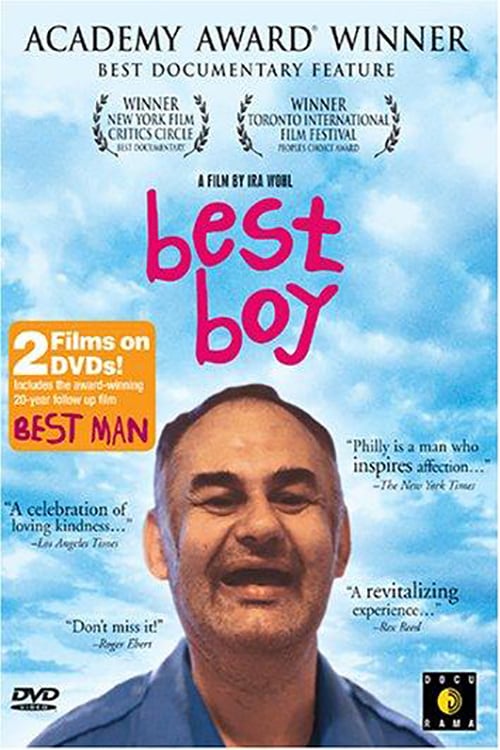 ACADEMY AWARD® WINNER
BEST DOCUMENTARY FEATURE
WINNER
NEW YORK FILM
CRITICS CIRCLE
BEST DOCUMENTARY
WINNER
TORONTO INTERNATIONAL
FILM FESTIVAL
PEOPLE'S CHOICE AWARD
A FILM BY IRA WOHL
best
boy
2 Films on
DVDs!
Includes the award-winning
20-year follow up film
BEST MAN
"Philly is a man who
inspires affection..."
–The New York Times
"A celebration of
loving kindness..."
–Los Angeles Times
"A revitalizing
experience..."
–Rex Reed
"Don't miss it!"
–Roger Ebert
DVD
VIDEO
DOCU
RAMA